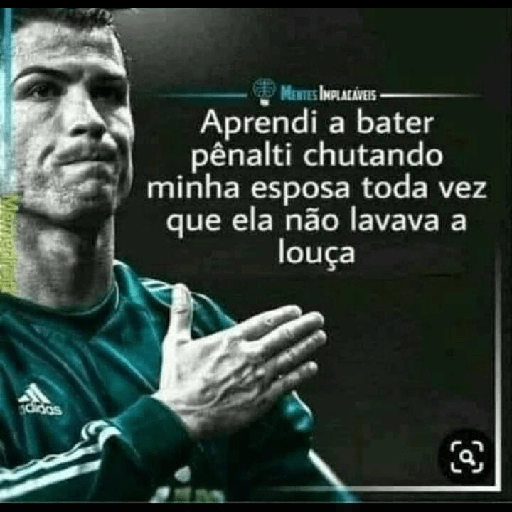 MENTES IMPLACÁVEIS
Aprendi a bater
pênalti chutando
minha esposa toda vez
que ela não lavava a
louça
adidas